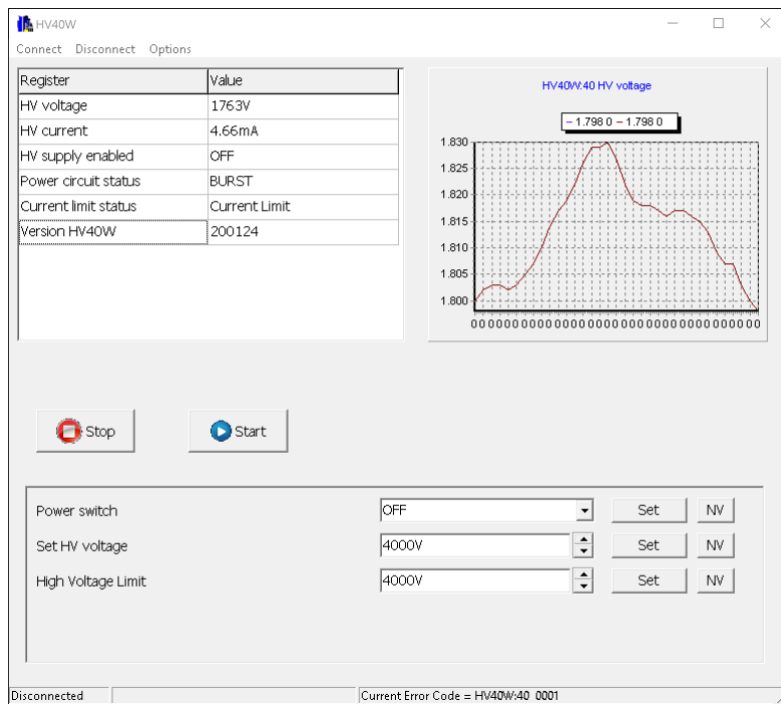 HV40W
Connect Disconnect Options
Register Value
HV voltage 1763V
HV current 4.66mA
HV supply enabled OFF
Power circuit status BURST
Current limit status Current Limit
Version HV40W 200124
HV40W:40 HV voltage
1.798 0 1.798 0
1.830
1.825
1.820
1.815
1.810
1.805
1.800
0000000000000000000000000000000000000
Stop Start
Power switch OFF Set NV
Set HV voltage 4000V Set NV
High Voltage Limit 4000V Set NV
Disconnected Current Error Code = HV40W:40 0001